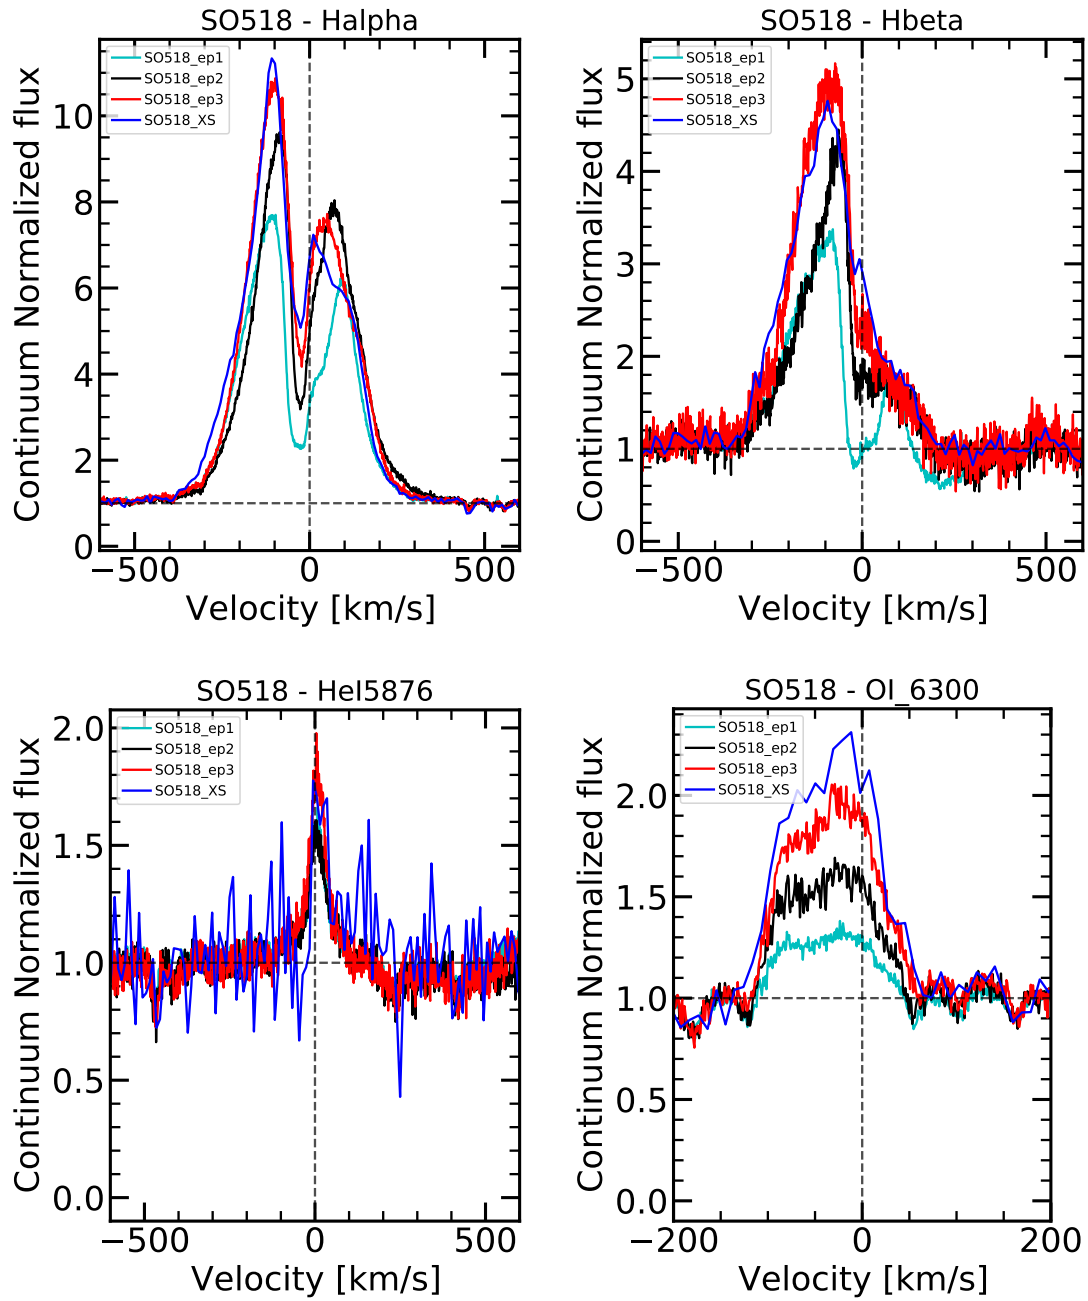 SO518 - Halpha
SO518_ep1
SO518_ep2
SO518_ep3
SO518_XS
Continuum Normalized flux
0
2
4
6
8
10
−500
0
500
Velocity [km/s]
SO518 - Hbeta
SO518_ep1
SO518_ep2
SO518_ep3
SO518_XS
Continuum Normalized flux
0
1
2
3
4
5
−500
0
500
Velocity [km/s]
SO518 - HeI5876
SO518_ep1
SO518_ep2
SO518_ep3
SO518_XS
Continuum Normalized flux
0.0
0.5
1.0
1.5
2.0
−500
0
500
Velocity [km/s]
SO518 - OI_6300
SO518_ep1
SO518_ep2
SO518_ep3
SO518_XS
Continuum Normalized flux
0.0
0.5
1.0
1.5
2.0
−200
−100
0
100
200
Velocity [km/s]